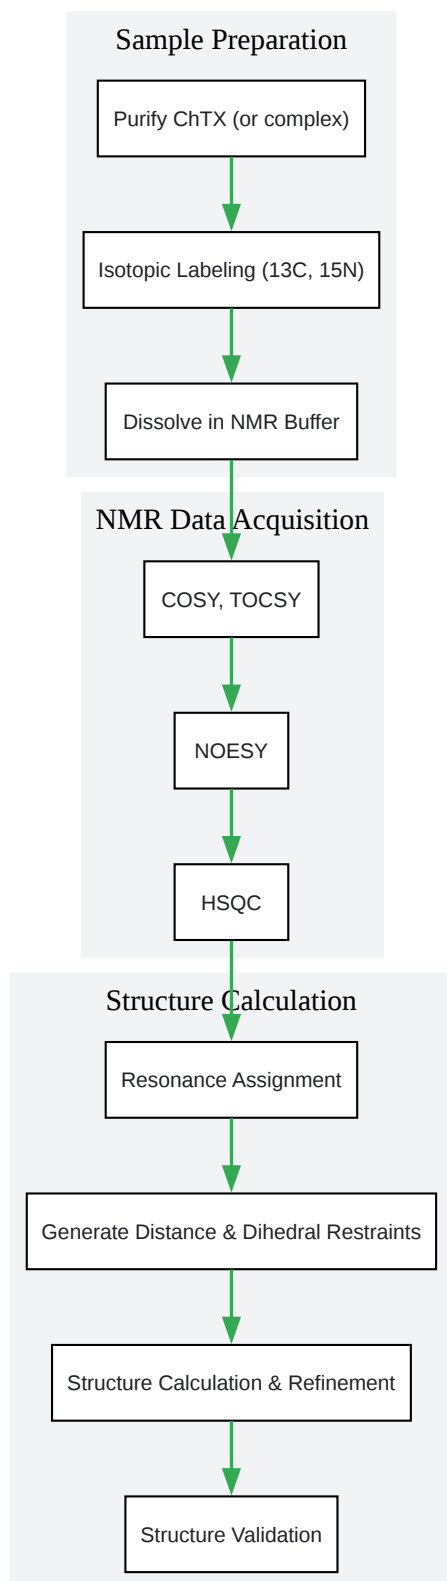 Sample Preparation
Purify ChTX (or complex)
Isotopic Labeling (13C, 15N)
Dissolve in NMR Buffer
NMR Data Acquisition
COSY, TOCSY
NOESY
HSQC
Structure Calculation
Resonance Assignment
Generate Distance & Dihedral Restraints
Structure Calculation & Refinement
Structure Validation